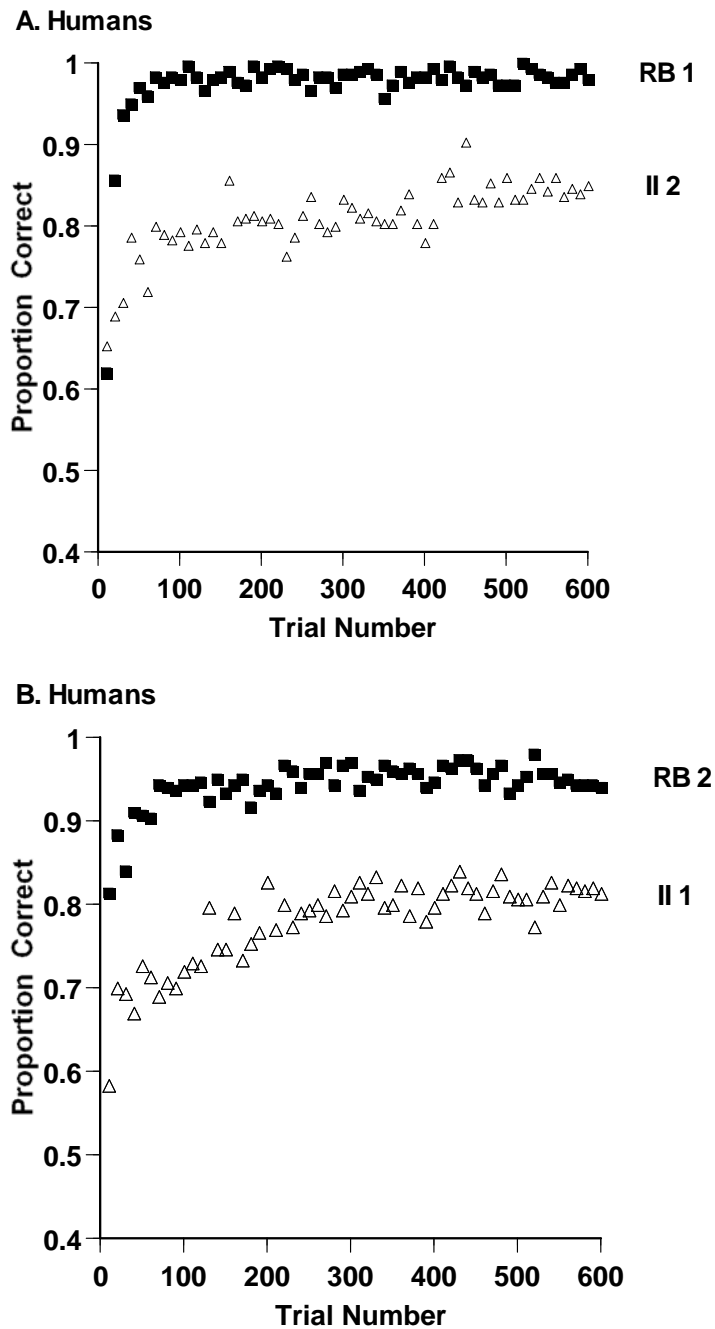 A. Humans
1
RB 1
0.9
II 2
0.8
0.7
0.6
0.5
0.4
Proportion Correct
0 100 200 300 400 500 600
Trial Number
B. Humans
1
RB 2
0.9
II 1
0.8
0.7
0.6
0.5
0.4
Proportion Correct
0 100 200 300 400 500 600
Trial Number